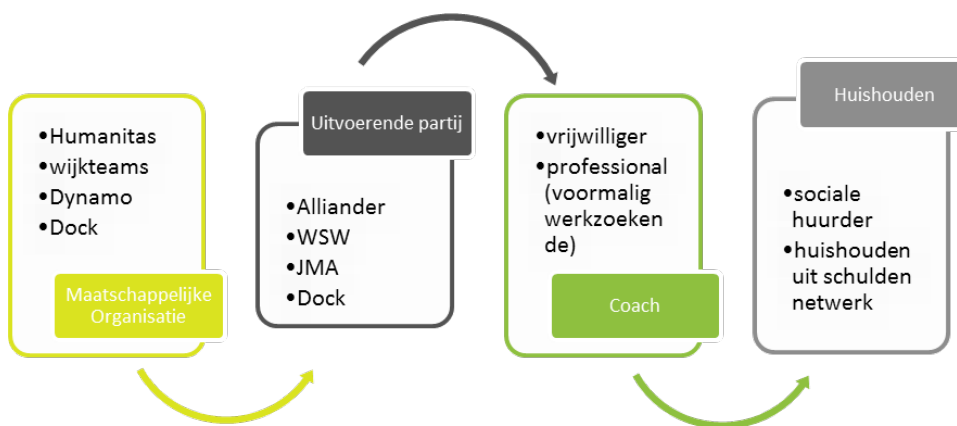 •Humanitas
•wijkteams
•Dynamo
•Dock
Maatschappelijke
Organisatie
Uitvoerende partij
•Alliander
•WSW
•JMA
•Dock
•vrijwilliger
•professional
(voormalig
werkzoeken
de)
Coach
Huishouden
•sociale
huurder
•huishouden
uit schulden
netwerk